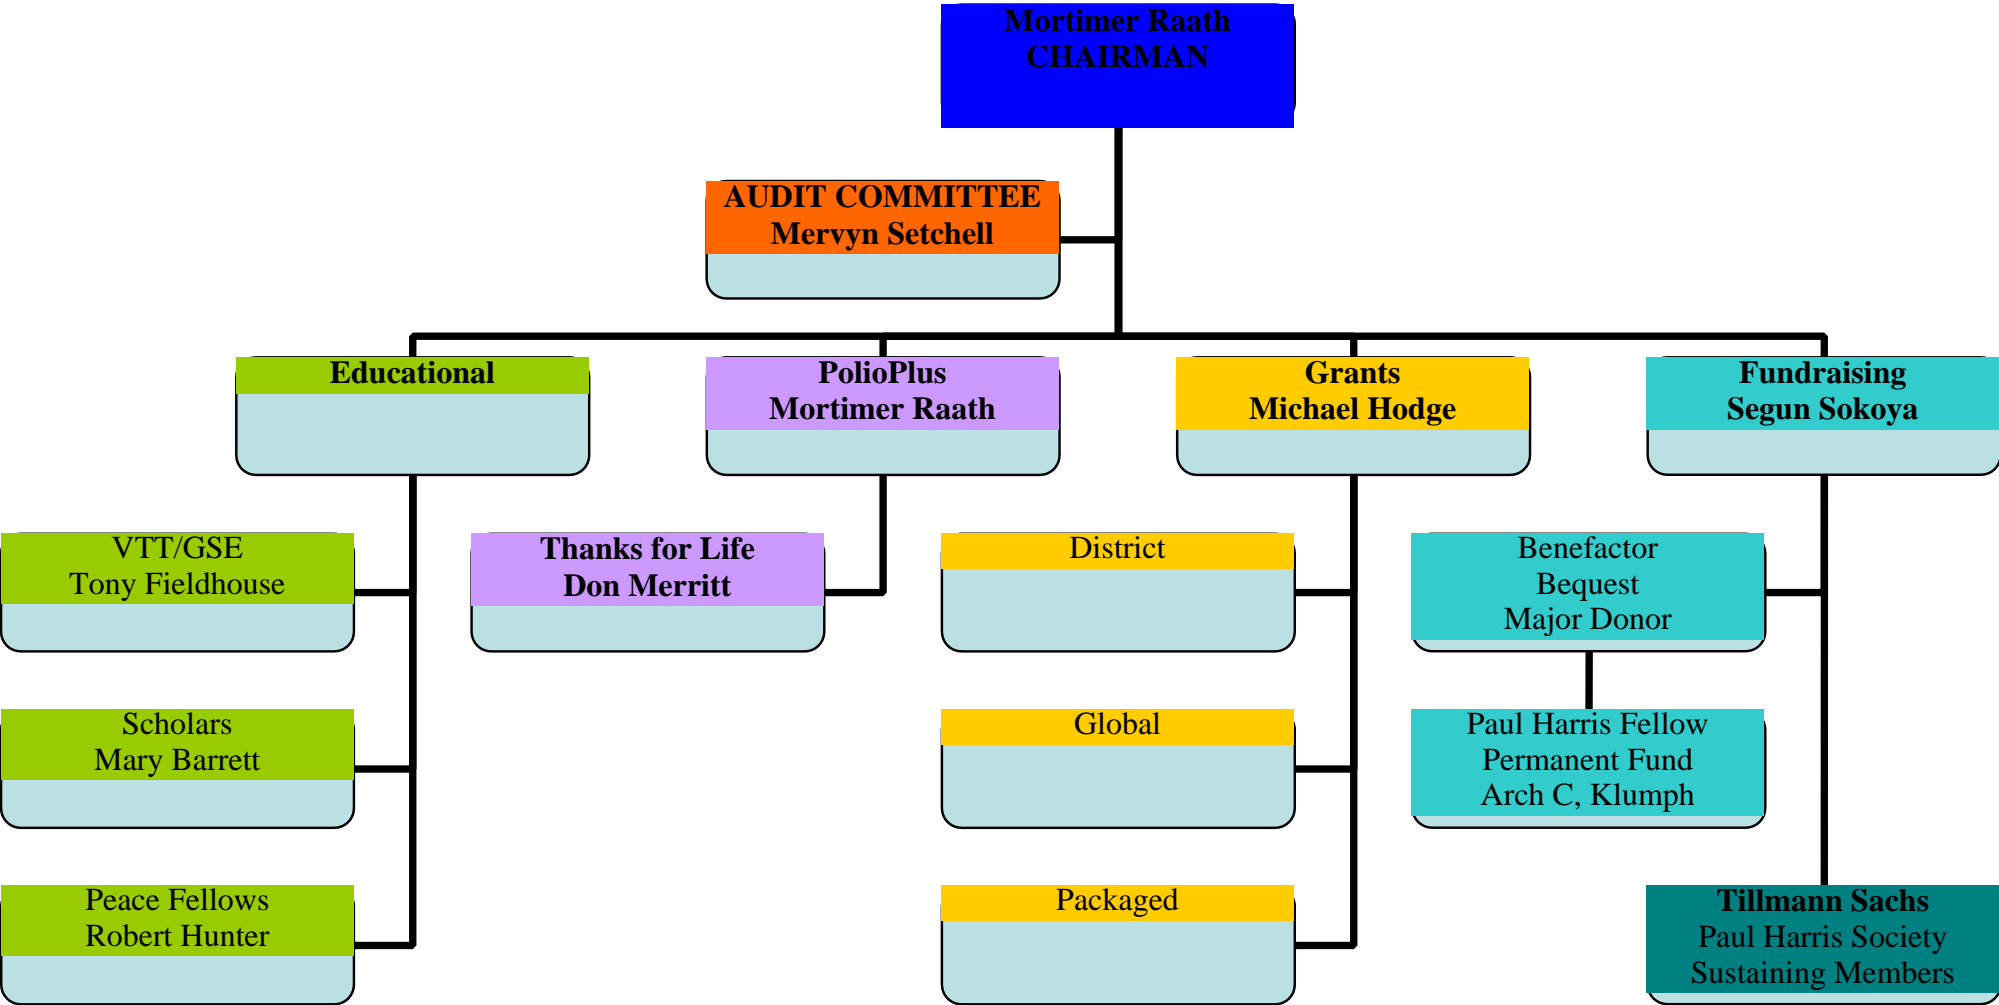 Mortimer Raath
CHAIRMAN
AUDIT COMMITTEE
Mervyn Setchell
Educational
PolioPlus
Mortimer Raath
Grants
Michael Hodge
Fundraising
Segun Sokoya
VTT/GSE
Tony Fieldhouse
Thanks for Life
Don Merritt
District
Benefactor
Bequest
Major Donor
Scholars
Mary Barrett
Global
Paul Harris Fellow
Permanent Fund
Arch C, Klumph
Peace Fellows
Robert Hunter
Packaged
Tillmann Sachs
Paul Harris Society
Sustaining Members